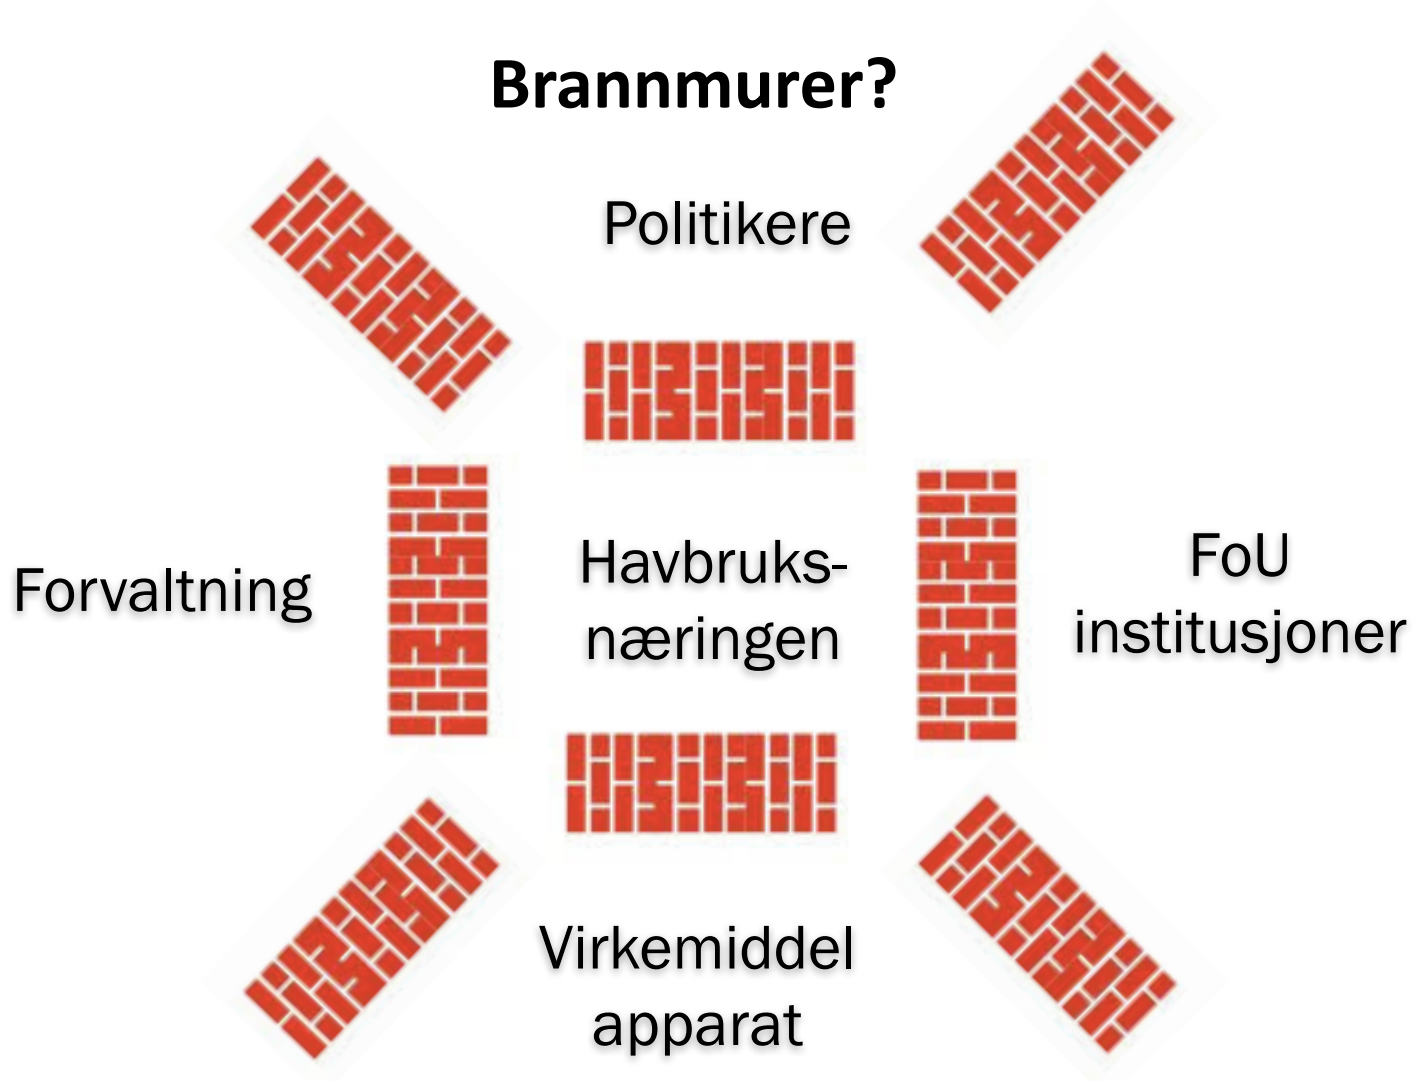 Brannmurer?
Politikere
Forvaltning
Havbruks-
næringen
FoU
institusjoner
Virkemiddel
apparat